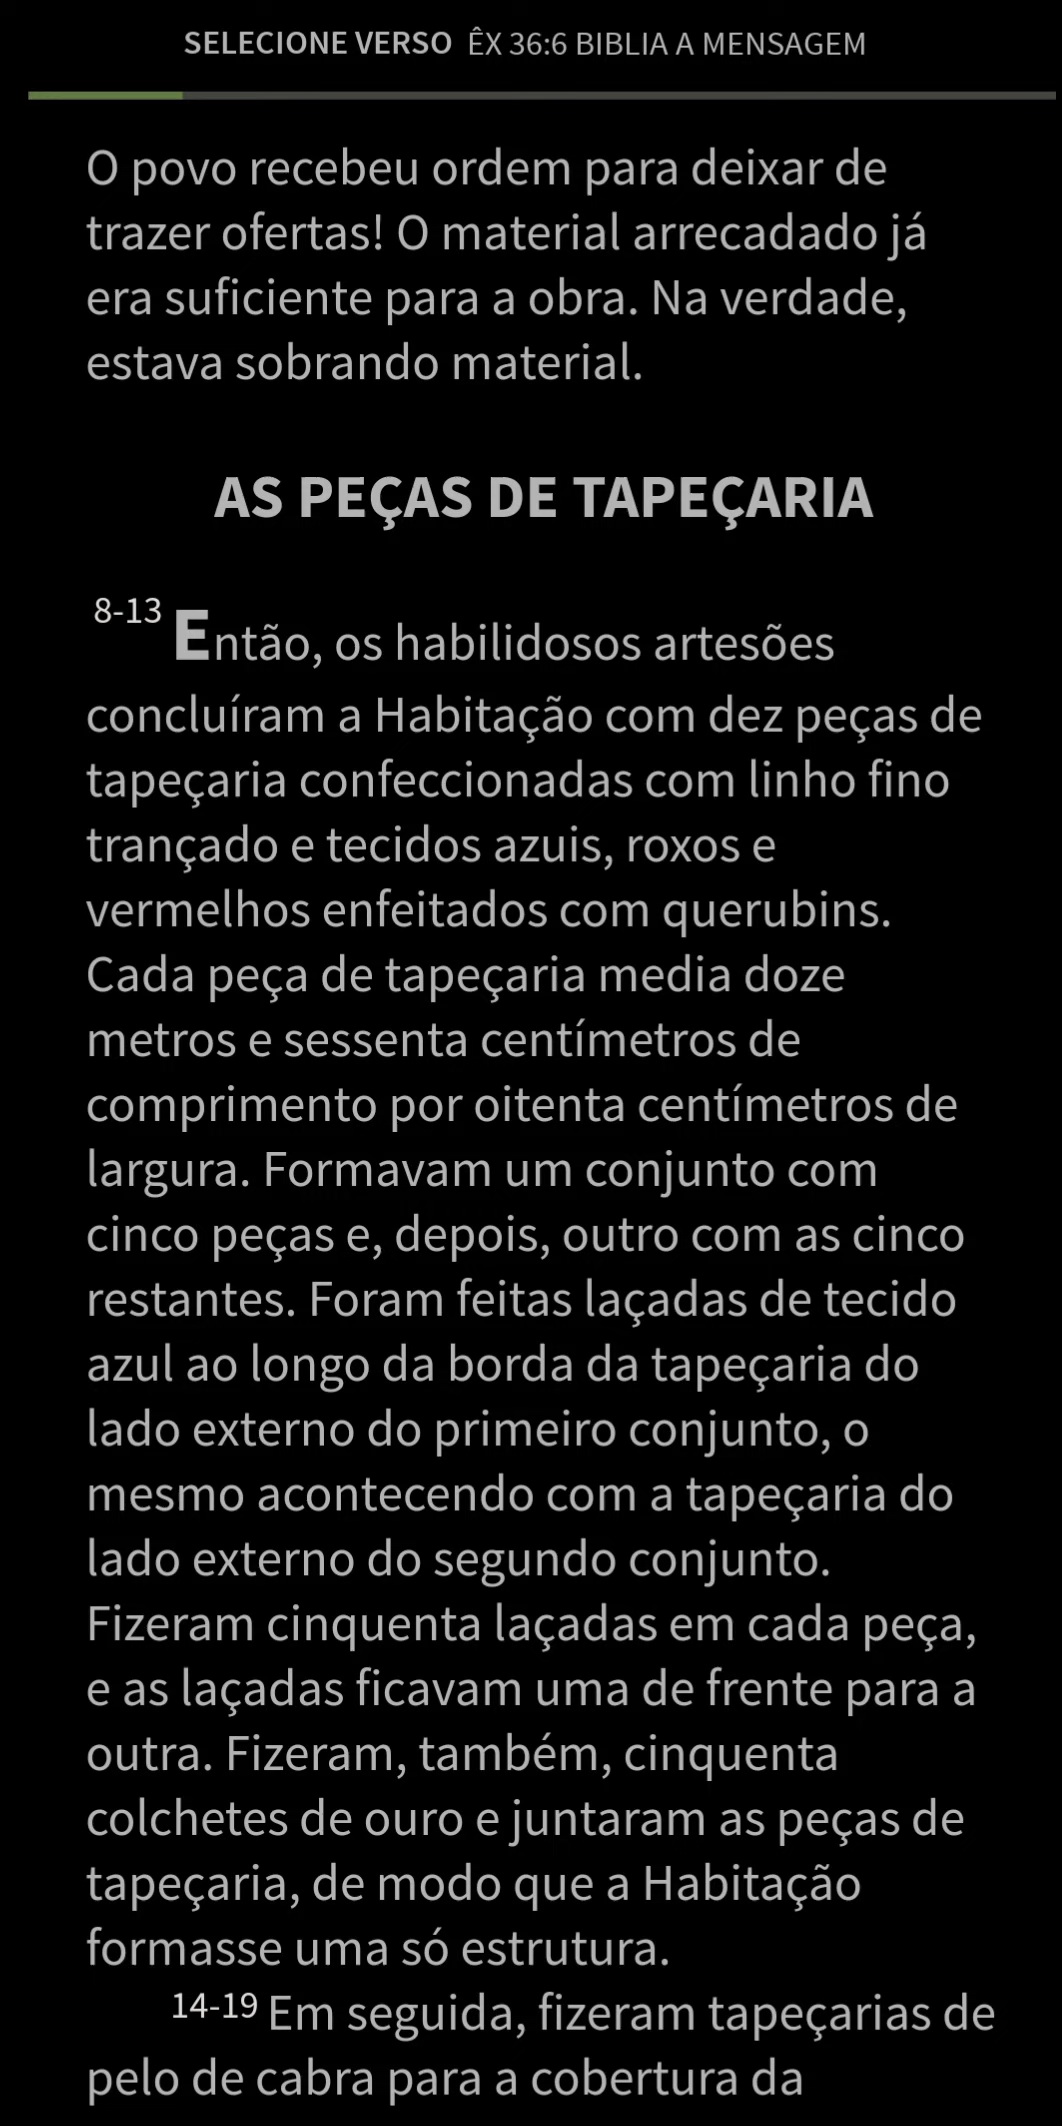 SELECIONE VERSO ÊX 36:6 BIBLIA A MENSAGEM
O povo recebeu ordem para deixar de
trazer ofertas! O material arrecadado já
era suficiente para a obra. Na verdade,
estava sobrando material.
AS PEÇAS DE TAPEÇARIA
8-13 Então, os habilidosos artesões
concluíram a Habitação com dez peças de
tapeçaria confeccionadas com linho fino
trançado e tecidos azuis, roxos e
vermelhos enfeitados com querubins.
Cada peça de tapeçaria media doze
metros e sessenta centímetros de
comprimento por oitenta centímetros de
largura. Formavam um conjunto com
cinco peças e, depois, outro com as cinco
restantes. Foram feitas laçadas de tecido
azul ao longo da borda da tapeçaria do
lado externo do primeiro conjunto, o
mesmo acontecendo com a tapeçaria do
lado externo do segundo conjunto.
Fizeram cinquenta laçadas em cada peça,
e as laçadas ficavam uma de frente para a
outra. Fizeram, também, cinquenta
colchetes de ouro e juntaram as peças de
tapeçaria, de modo que a Habitação
formasse uma só estrutura.
14-19 Em seguida, fizeram tapeçarias de
pelo de cabra para a cobertura da